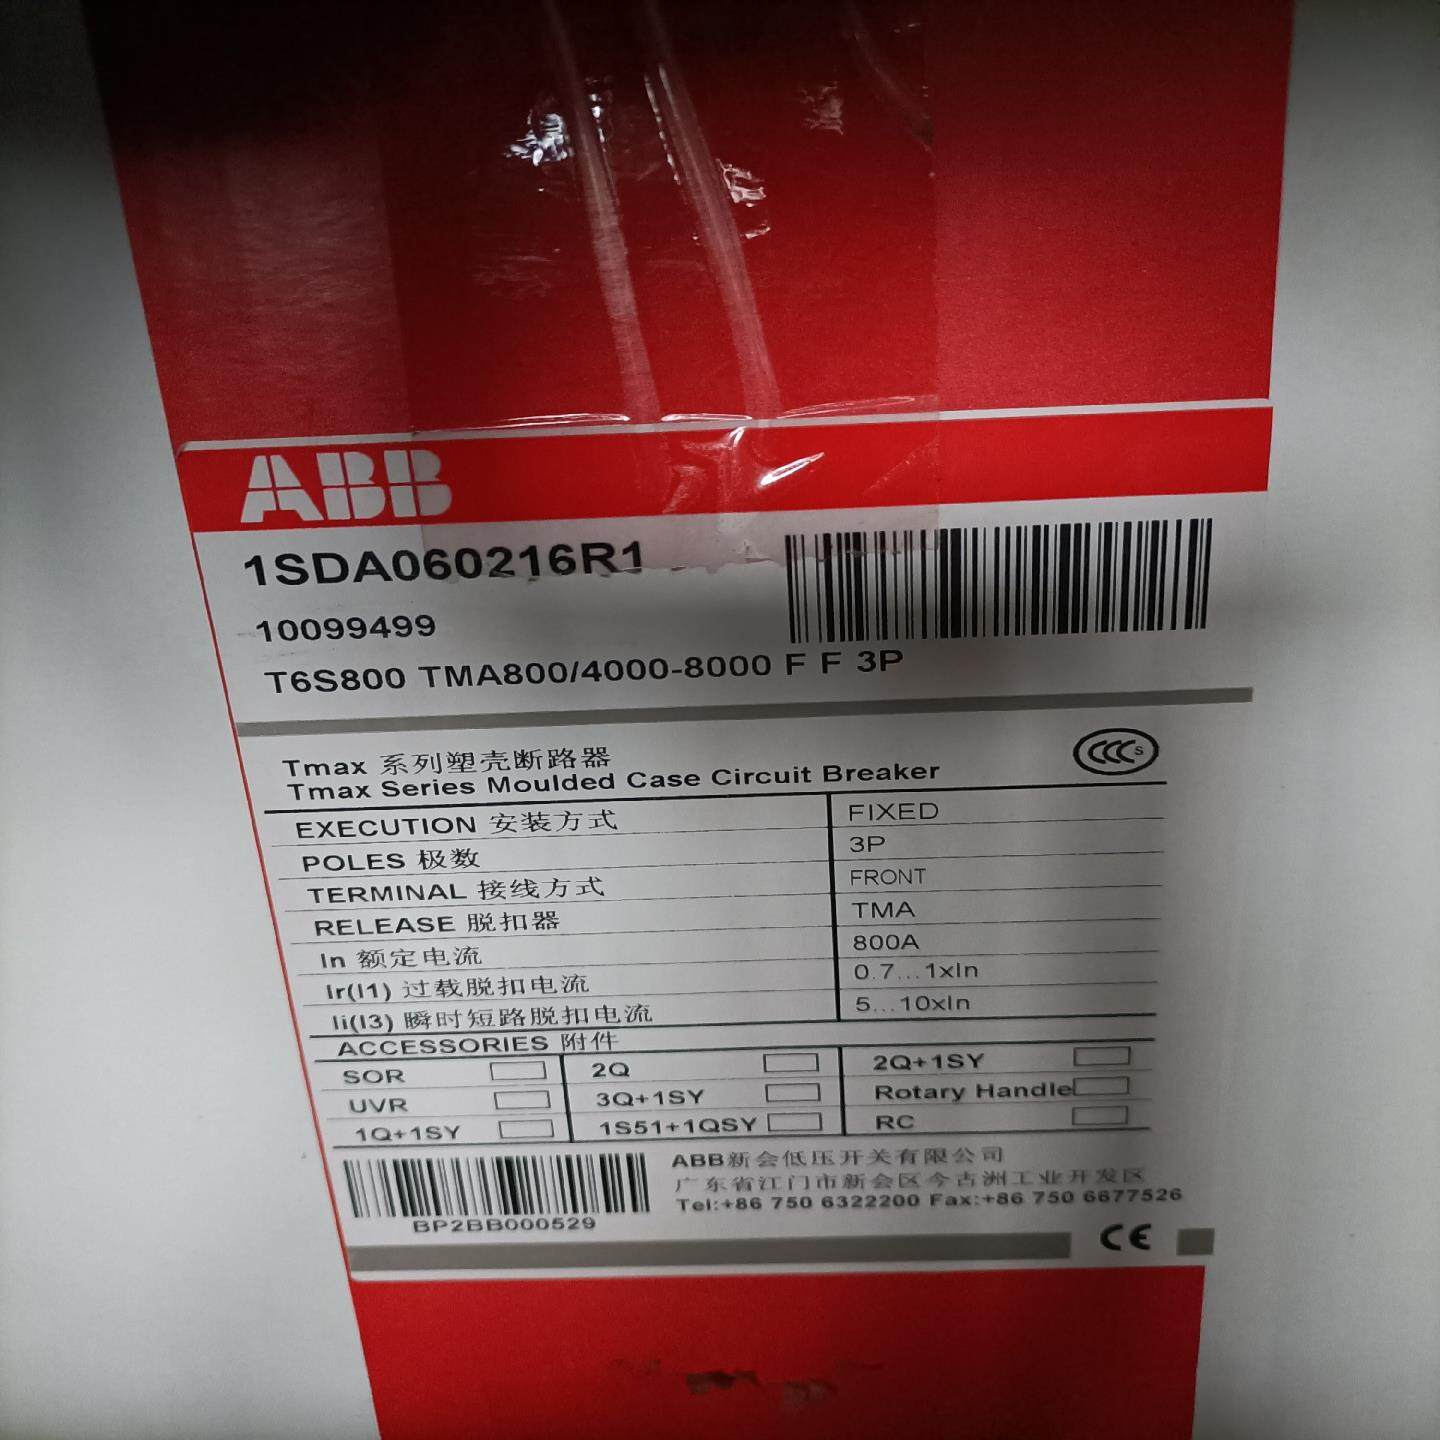 ABB
1SDA060216R1
10099499
T6S800 TMA800/4000-8000 F F 3P
Tmax 系列塑壳断路器
Tmax Series Moulded Case Circuit Breaker
CCC S
EXECUTION 安装方式 FIXED
POLES 极数 3P
TERMINAL 接线方式 FRONT
RELEASE 脱扣器 TMA
In 额定电流 800A
Ir(I1) 过载脱扣电流 0.7...1xIn
Ii(I3) 瞬时短路脱扣电流 5...10xIn
ACCESSORIES 附件
SOR 2Q 2Q+1SY
UVR 3Q+1SY Rotary Handle
1Q+1SY 1S51+1QSY RC
ABB新会低压开关有限公司
广东省江门市新会区今古洲工业开发区
Tel:+86 750 6322200 Fax:+86 750 6677526
BP2BB000529
CE